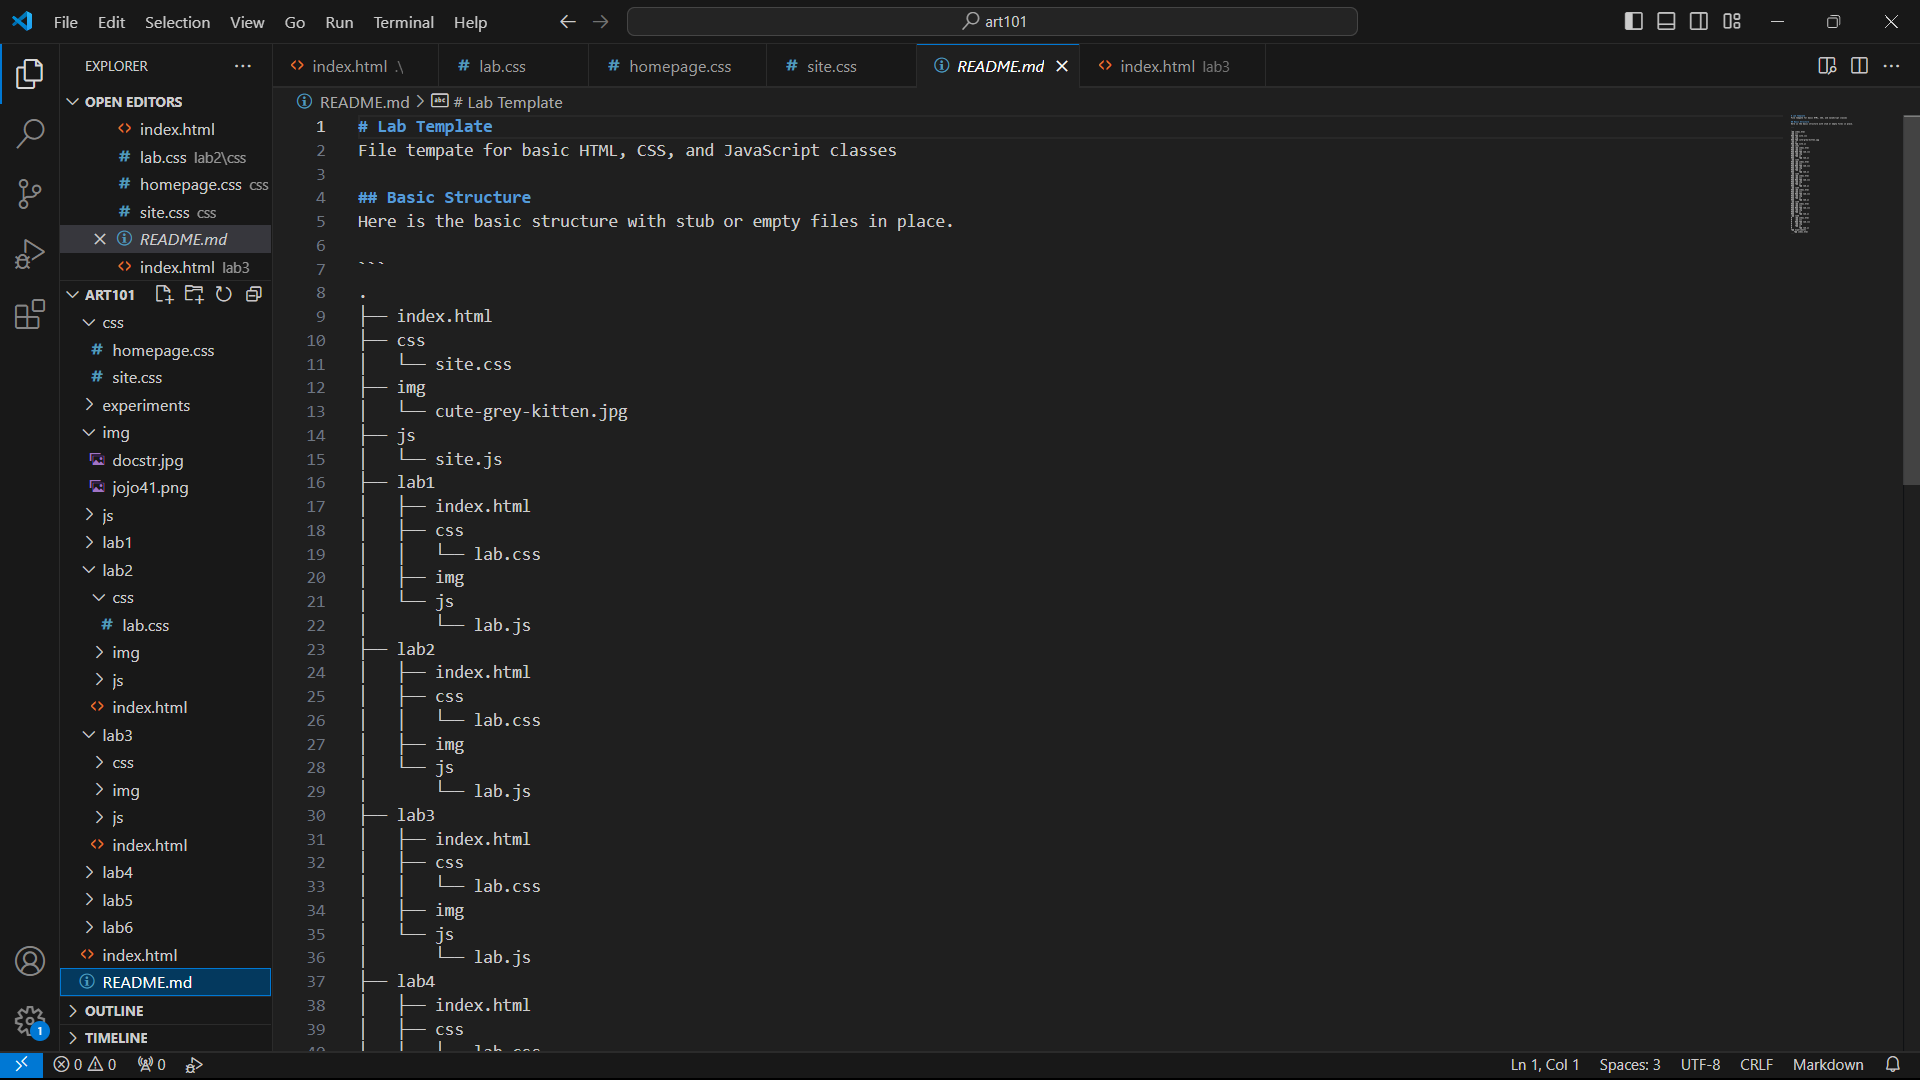 File Edit Selection View Go Run Terminal Help
art101
EXPLORER
OPEN EDITORS
index.html
lab.css lab2\css
homepage.css css
site.css css
README.md
index.html lab3
ART101
css
homepage.css
site.css
experiments
img
docstr.jpg
jojo41.png
js
lab1
lab2
css
lab.css
img
js
index.html
lab3
css
img
js
index.html
lab4
lab5
lab6
index.html
README.md
OUTLINE
TIMELINE
index.html .\ lab.css homepage.css site.css README.md index.html lab3
README.md > # Lab Template
1 # Lab Template
2 File tempate for basic HTML, CSS, and JavaScript classes
3
4 ## Basic Structure
5 Here is the basic structure with stub or empty files in place.
6
7 ```
8 .
9 ├── index.html
10 ├── css
11 │   └── site.css
12 ├── img
13 │   └── cute-grey-kitten.jpg
14 ├── js
15 │   └── site.js
16 ├── lab1
17 │   ├── index.html
18 │   ├── css
19 │   │   └── lab.css
20 │   ├── img
21 │   └── js
22 │       └── lab.js
23 ├── lab2
24 │   ├── index.html
25 │   ├── css
26 │   │   └── lab.css
27 │   ├── img
28 │   └── js
29 │       └── lab.js
30 ├── lab3
31 │   ├── index.html
32 │   ├── css
33 │   │   └── lab.css
34 │   ├── img
35 │   └── js
36 │       └── lab.js
37 ├── lab4
38 │   ├── index.html
39 │   ├── css
40 │   │   └── lab.css
1
0 0 0
Ln 1, Col 1 Spaces: 3 UTF-8 CRLF Markdown